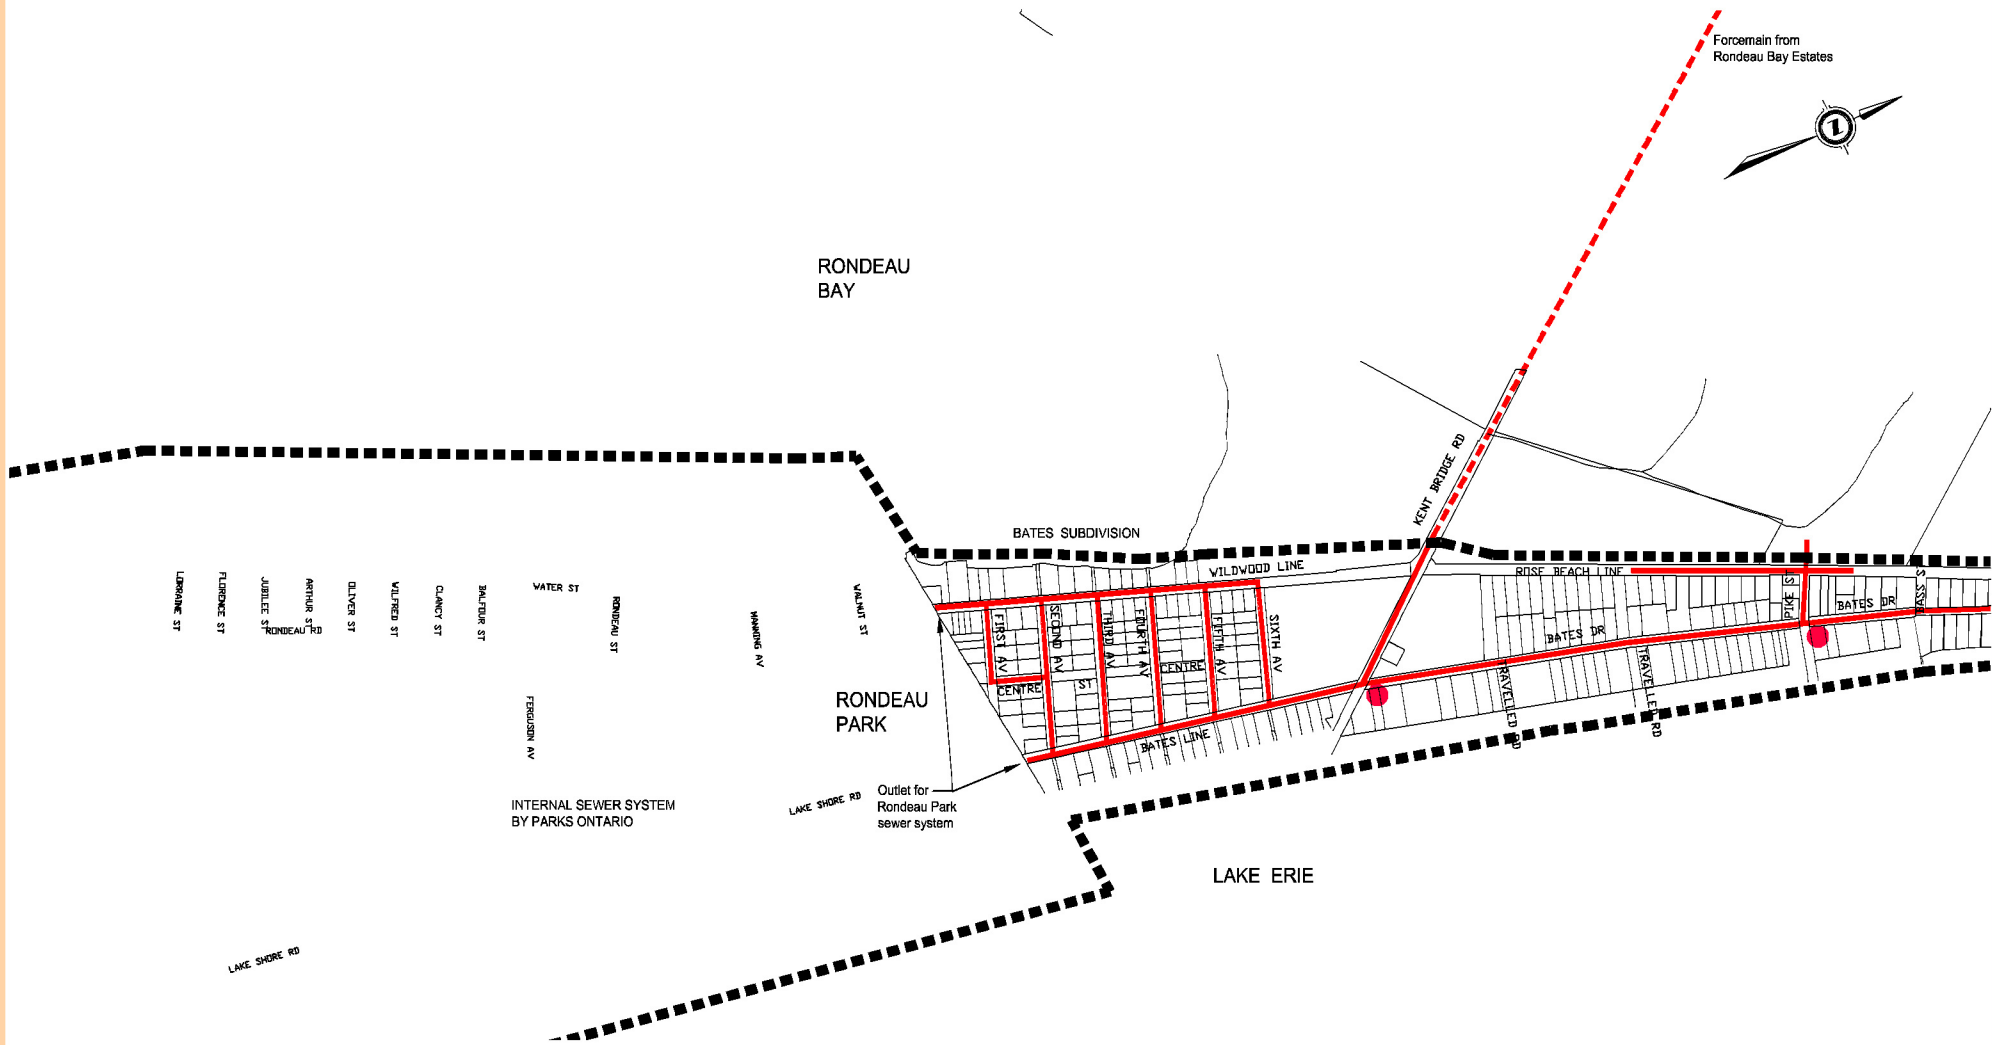 Forcemain from
Rondeau Bay Estates
Z
RONDEAU
BAY
KENT BRIDGE RD
BATES SUBDIVISION
WILDWOOD LINE
ROSE BEACH LINE
LORRAINE ST
FLORENCE ST
JUBILEE ST
ARTHUR ST
RONDEAU RD
OLIVER ST
WILFRED ST
CLANCY ST
BALFOUR ST
WATER ST
RONDEAU ST
MANNING AV
WALNUT ST
FERGUSON AV
FIRST AV
SECOND AV
THIRD AV
FOURTH AV
FIFTH AV
SIXTH AV
CENTRE
CENTRE
ST
PIKE ST
BATES DR
BASS S
BATES DR
TRAVELLED RD
TRAVELLED RD
RONDEAU
PARK
BATES LINE
INTERNAL SEWER SYSTEM
BY PARKS ONTARIO
LAKE SHORE RD
Outlet for
Rondeau Park
sewer system
LAKE ERIE
LAKE SHORE RD